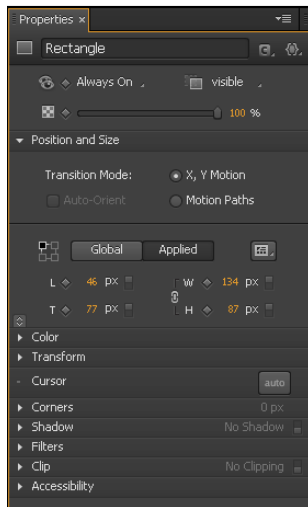 Properties ×
Rectangle
Always On visible
100 %
Position and Size
Transition Mode: X, Y Motion
Auto-Orient Motion Paths
Global Applied
L 46 px W 134 px
T 77 px H 87 px
Color
Transform
Cursor auto
Corners 0 px
Shadow No Shadow
Filters
Clip No Clipping
Accessibility